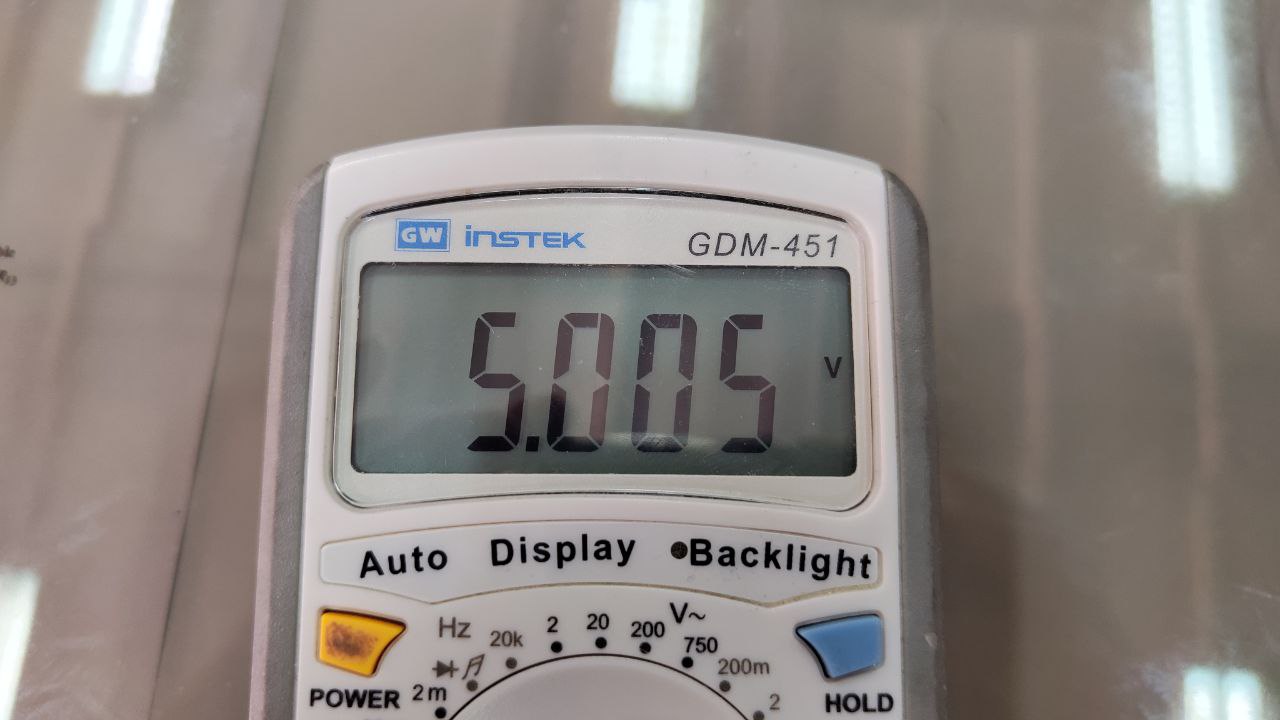 GW INSTEK GDM-451
5.005 V
Auto Display Backlight
Hz 20k 2 20 200 V~ 750 200m 2
2m
POWER HOLD